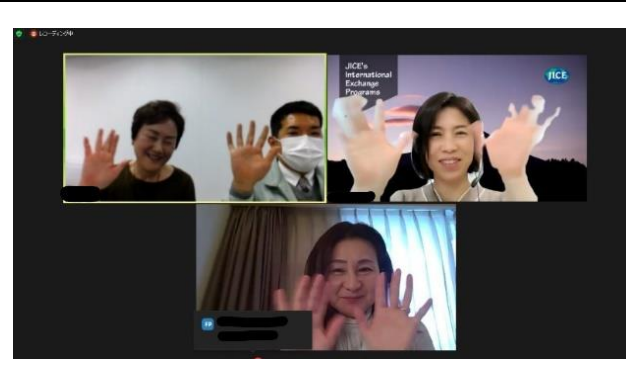 レコーディング中
JICE's
International
Exchange
Programs
JICE